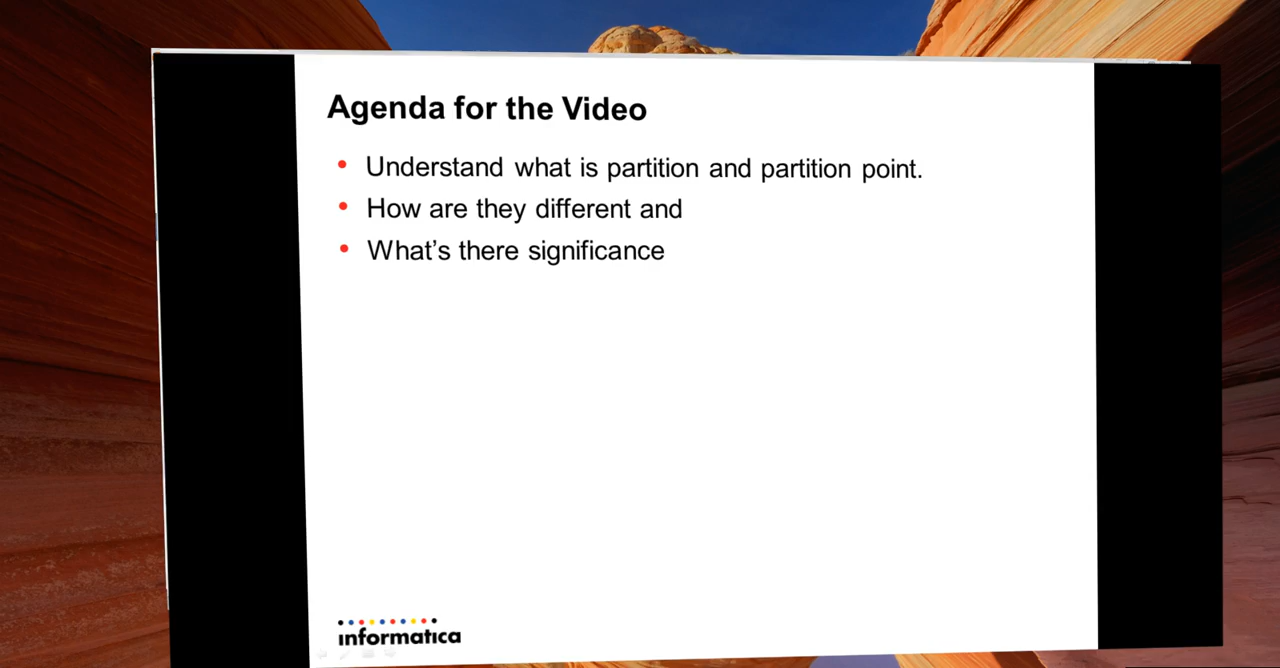 Agenda for the Video
• Understand what is partition and partition point.
• How are they different and
• What's there significance
informatica